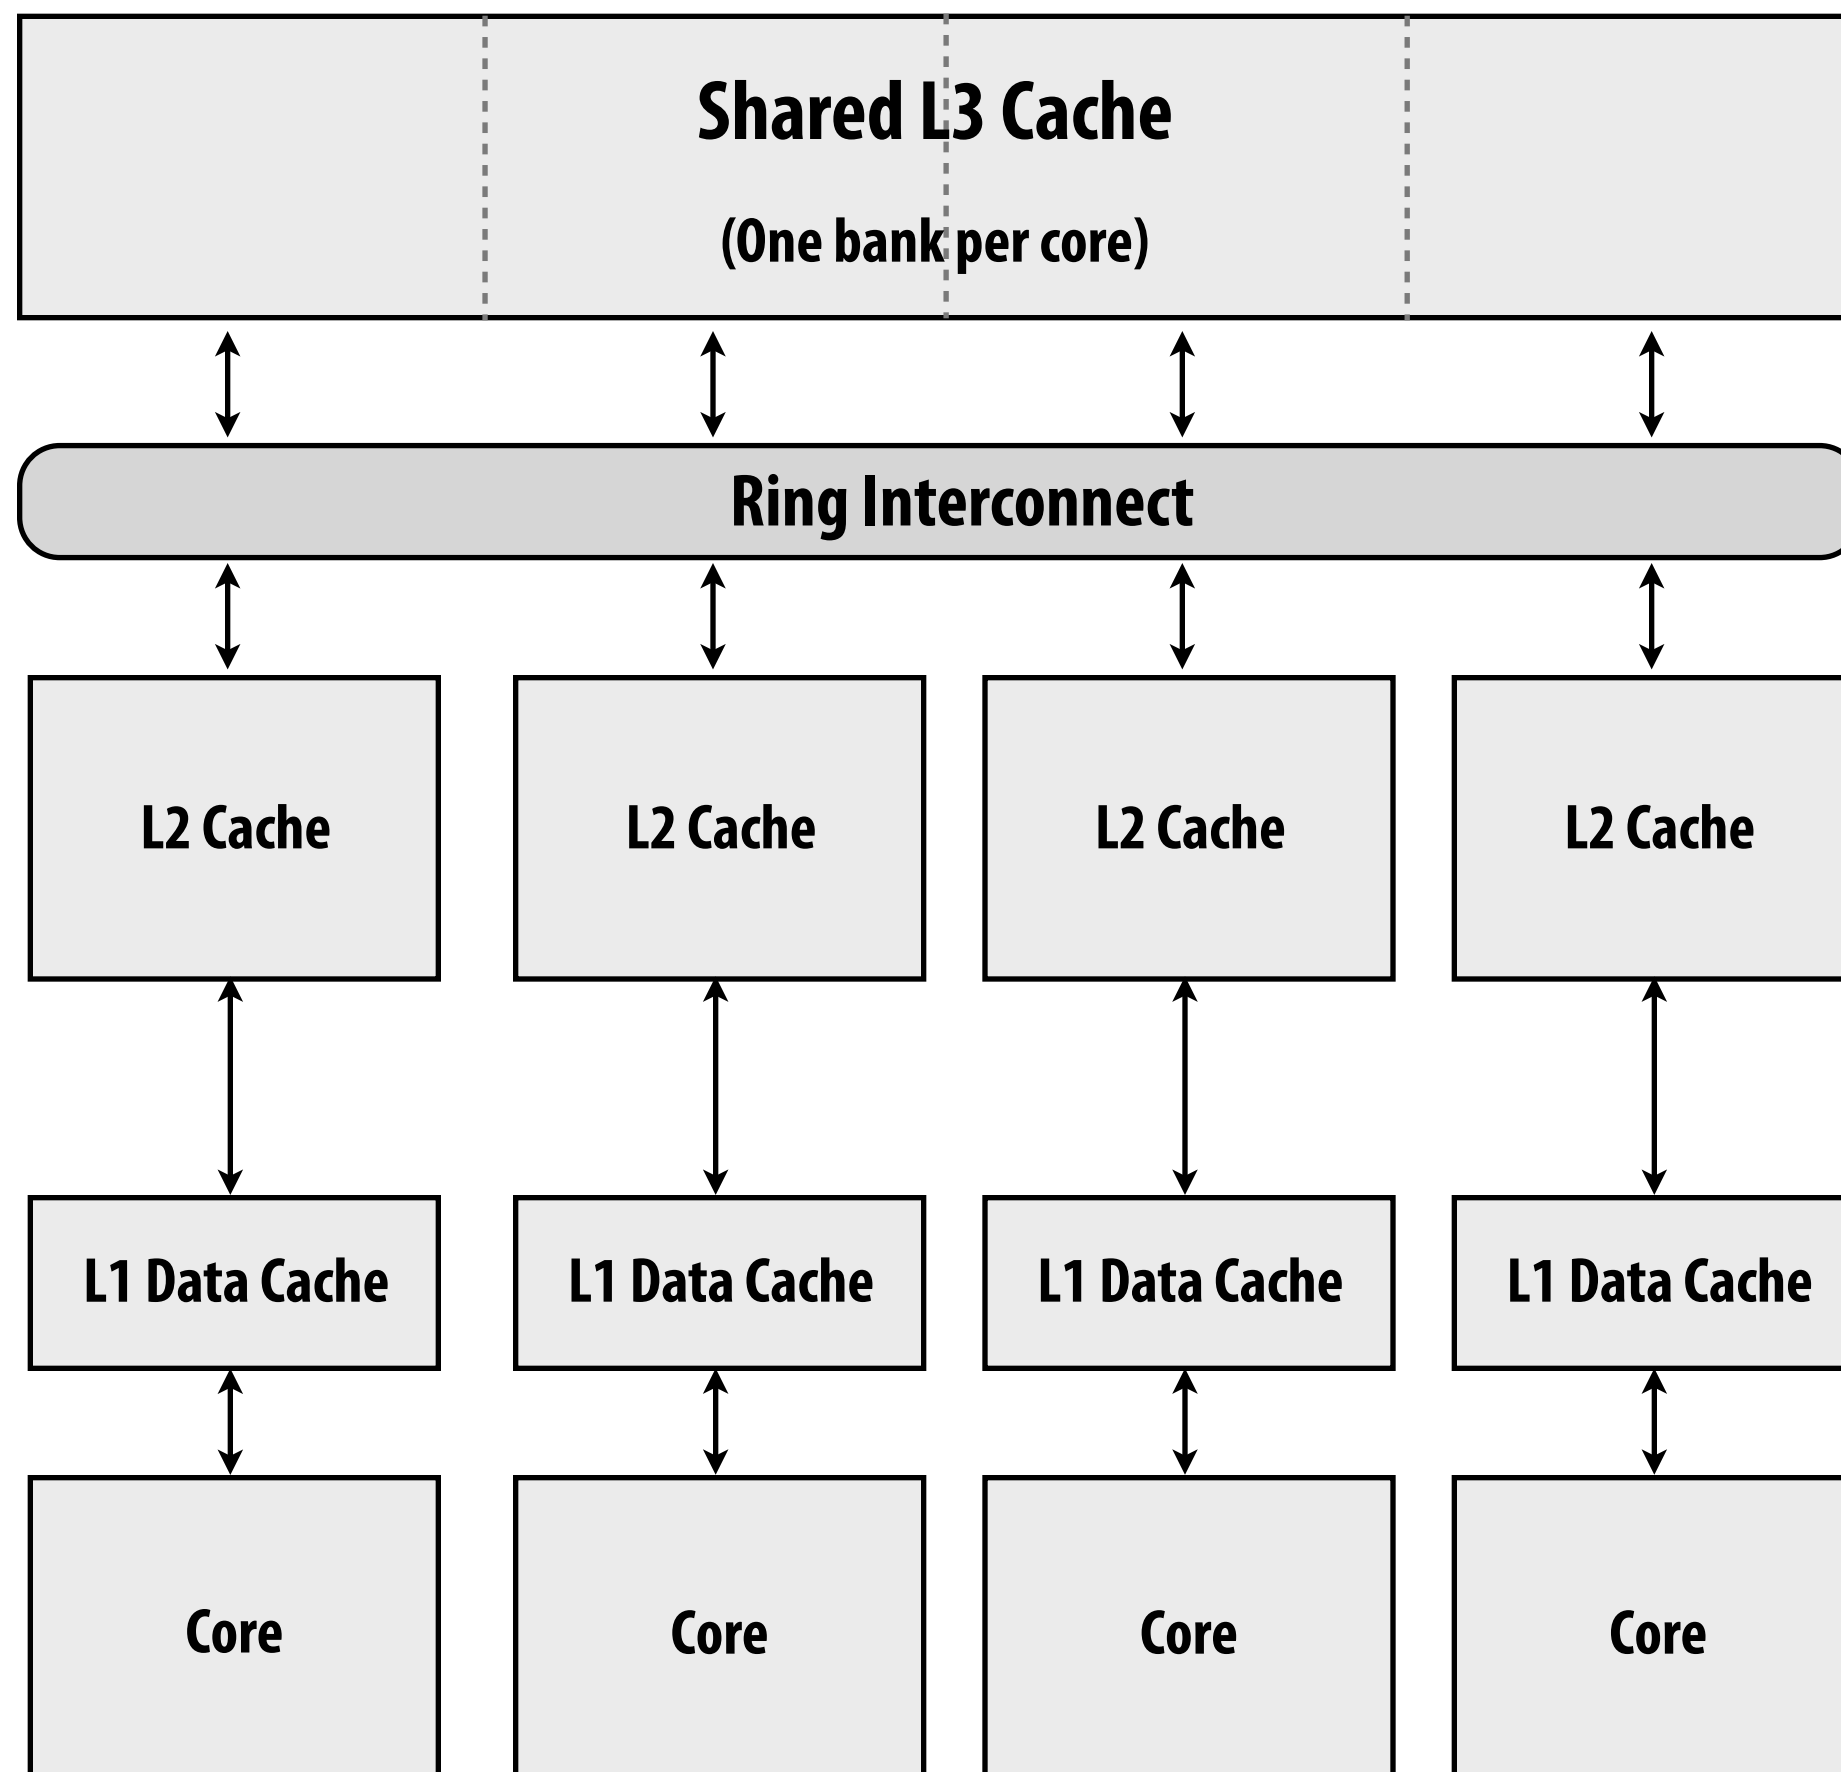 Shared L3 Cache
(One bank per core)
Ring Interconnect
L2 Cache
L2 Cache
L2 Cache
L2 Cache
L1 Data Cache
L1 Data Cache
L1 Data Cache
L1 Data Cache
Core
Core
Core
Core